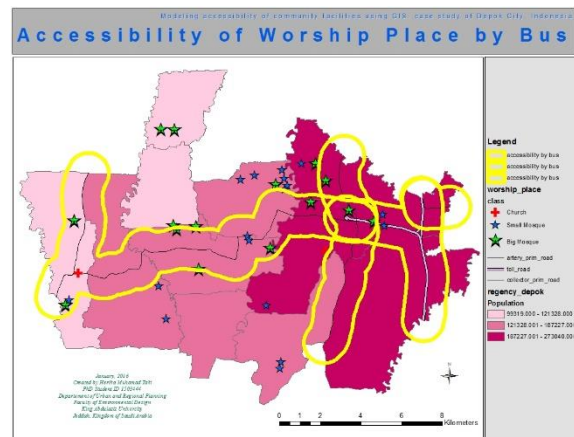 Modelling accessibility of community facilities using GIS: case study of Depok City, Indonesia
Accessibility of Worship Place by Bus
Legend
accessibility by bus
accessibility by bus
accessibility by bus
worship_place
class
Church
Small Mosque
Big Mosque
artery_prim_road
toll_road
collector_prim_road
regency_depok
Population
99319.000 - 121328.000
121328.001 - 187227.000
187227.001 - 273840.000
January, 2016
PhD Student ID 1509444
Department of Urban and Regional Planning
Faculty of Environmental Design
King Abdulaziz University
Jeddah, Kingdom of Saudi Arabia
0 1 2 4 6 8
Kilometers